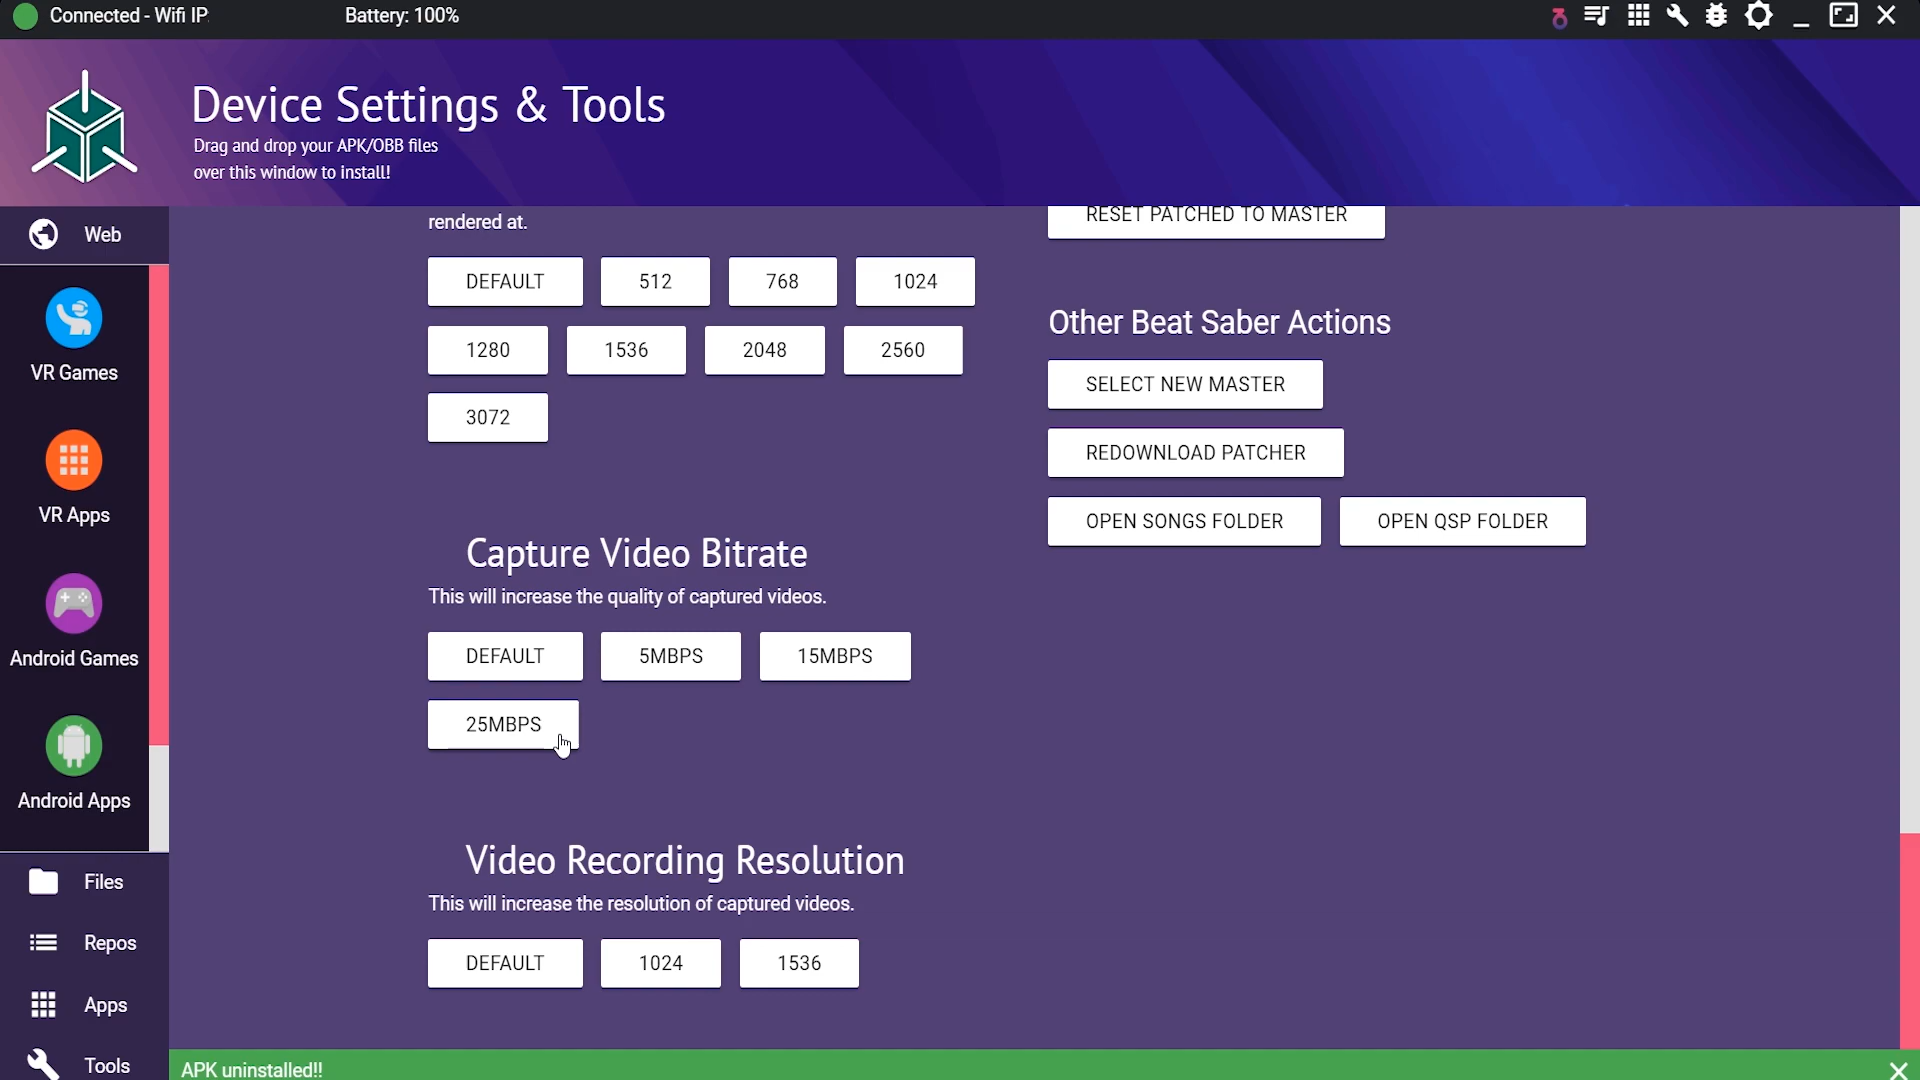 Connected - Wifi IP
Battery: 100%
Device Settings & Tools
Drag and drop your APK/OBB files
over this window to install!
Web
VR Games
VR Apps
Android Games
Android Apps
Files
Repos
Apps
Tools
rendered at.
DEFAULT 512 768 1024
1280 1536 2048 2560
3072
Capture Video Bitrate
This will increase the quality of captured videos.
DEFAULT 5MBPS 15MBPS
25MBPS
Video Recording Resolution
This will increase the resolution of captured videos.
DEFAULT 1024 1536
RESET PATCHED TO MASTER
Other Beat Saber Actions
SELECT NEW MASTER
REDOWNLOAD PATCHER
OPEN SONGS FOLDER OPEN QSP FOLDER
APK uninstalled!!